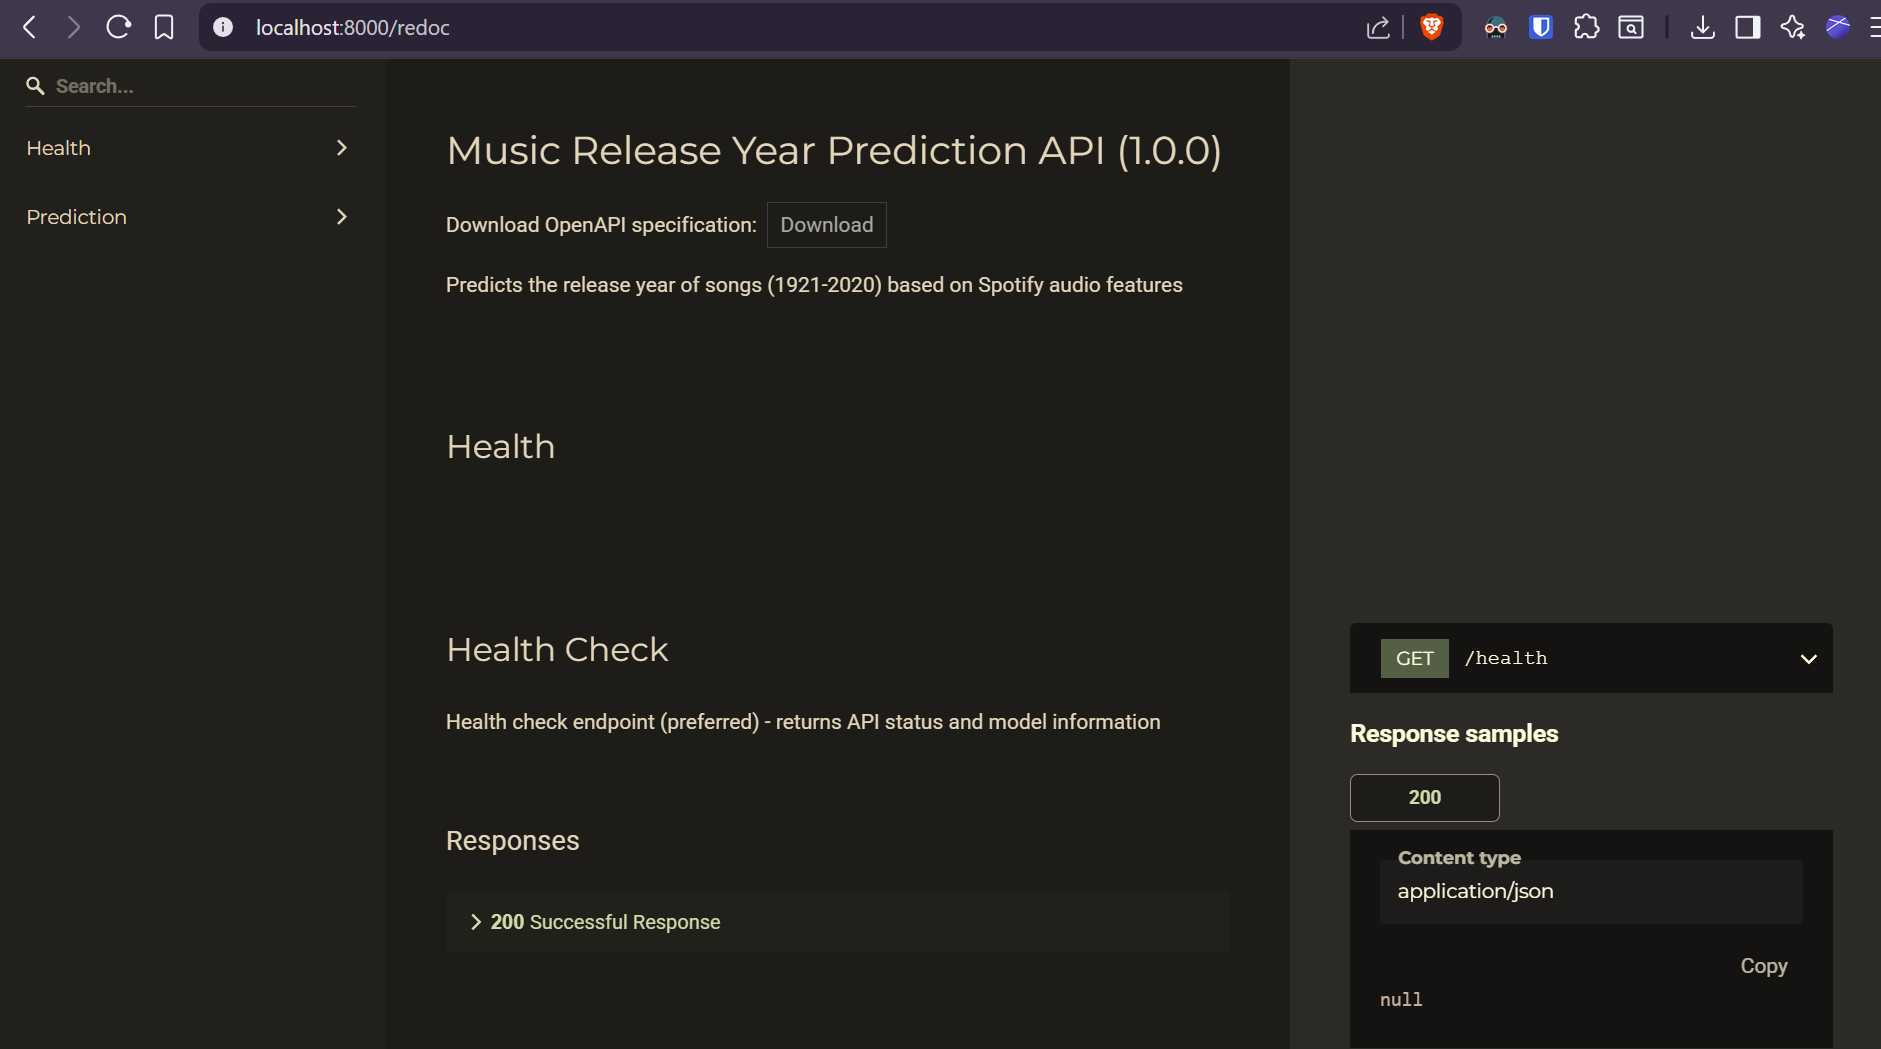 localhost:8000/redoc
Search...
Health
Prediction
Music Release Year Prediction API (1.0.0)
Download OpenAPI specification: Download
Predicts the release year of songs (1921-2020) based on Spotify audio features
Health
Health Check
Health check endpoint (preferred) - returns API status and model information
Responses
200 Successful Response
GET /health
Response samples
200
Content type
application/json
Copy
null